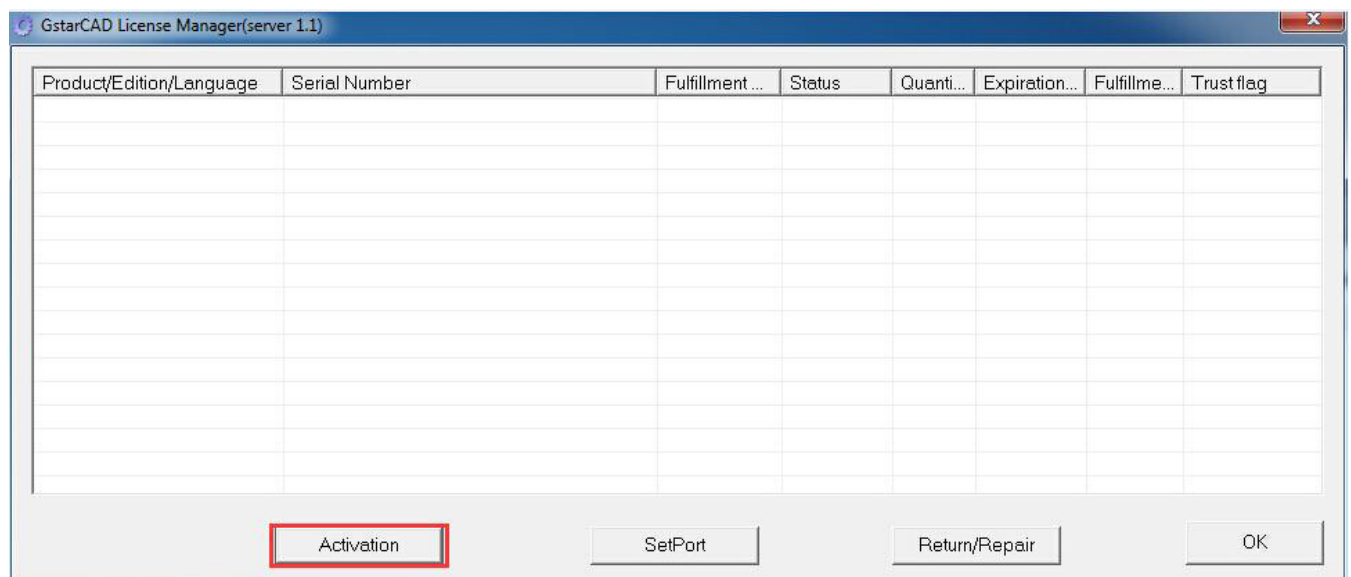 GstarCAD License Manager(server 1.1)
Product/Edition/Language Serial Number Fulfillment ... Status Quanti... Expiration... Fulfillme... Trust flag
Activation SetPort Return/Repair OK